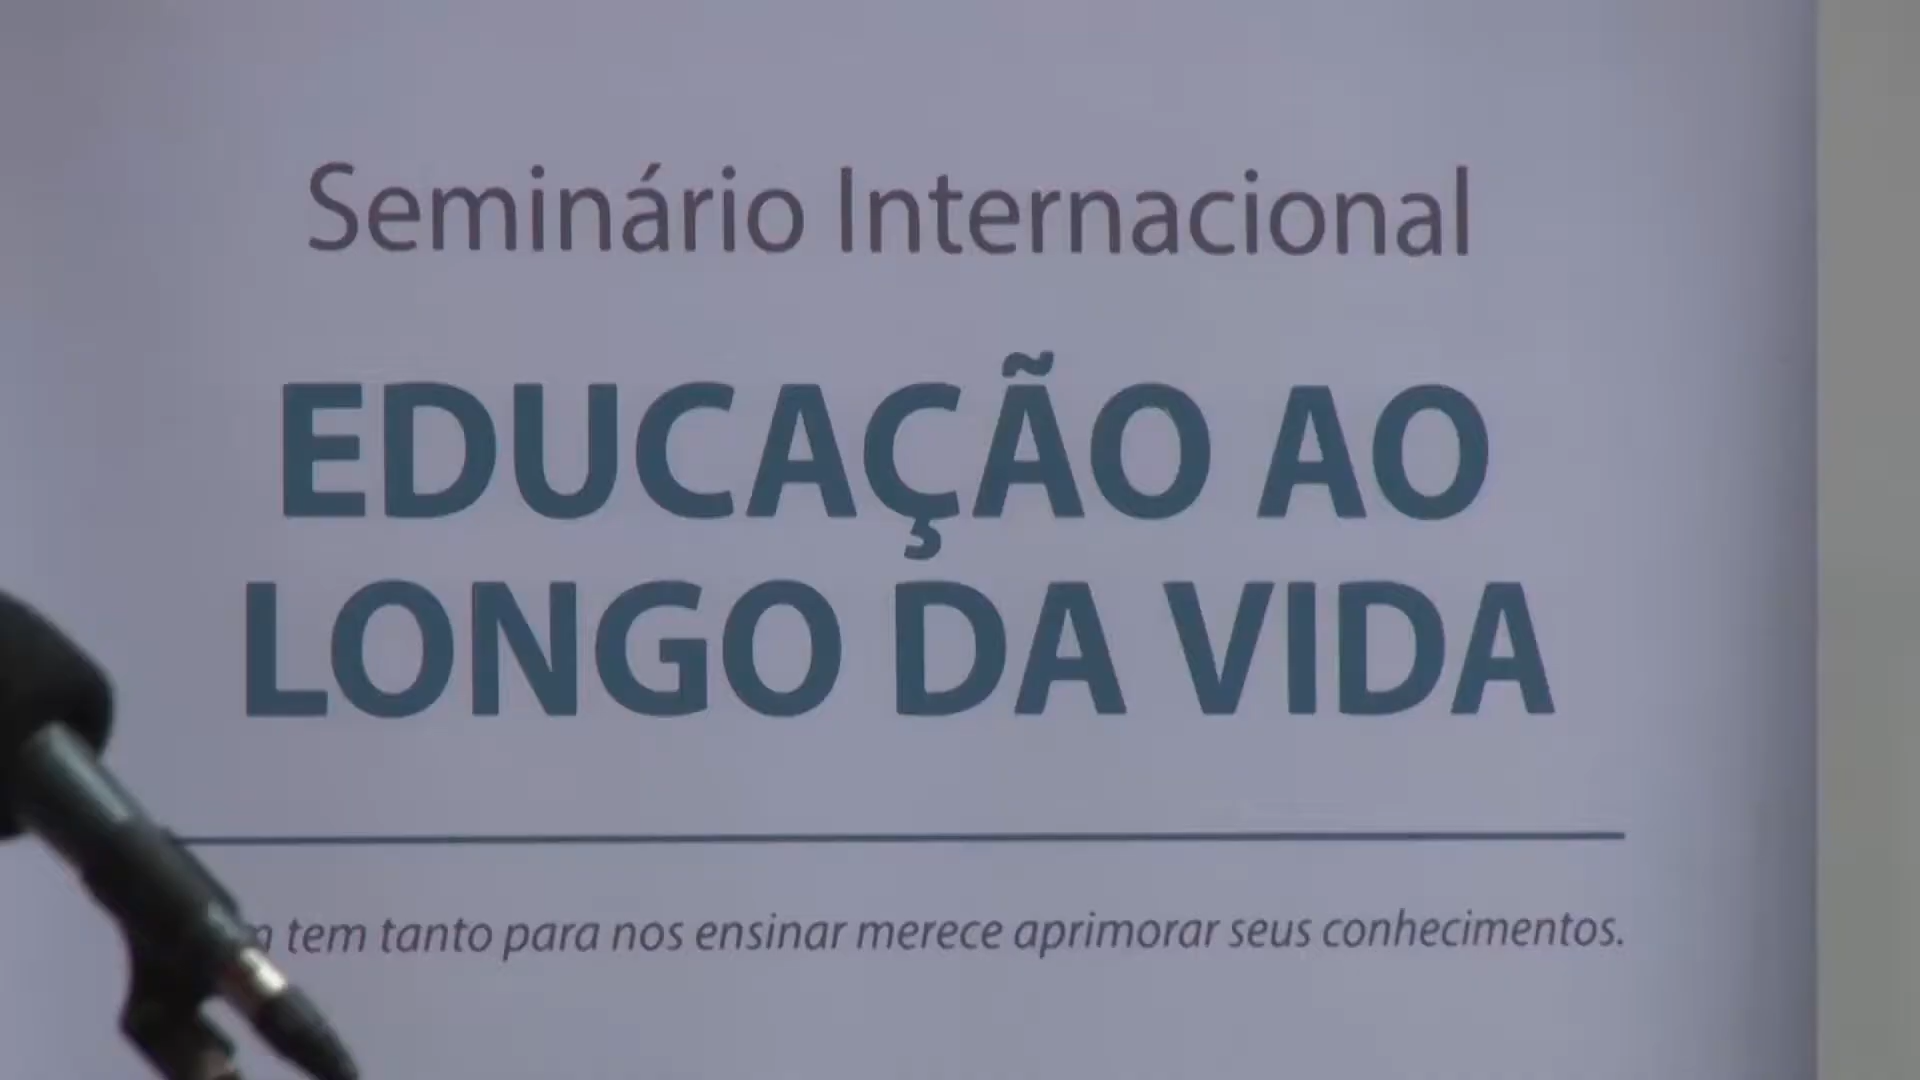 Seminário Internacional
EDUCAÇÃO AO
LONGO DA VIDA
tem tanto para nos ensinar merece aprimorar seus conhecimentos.